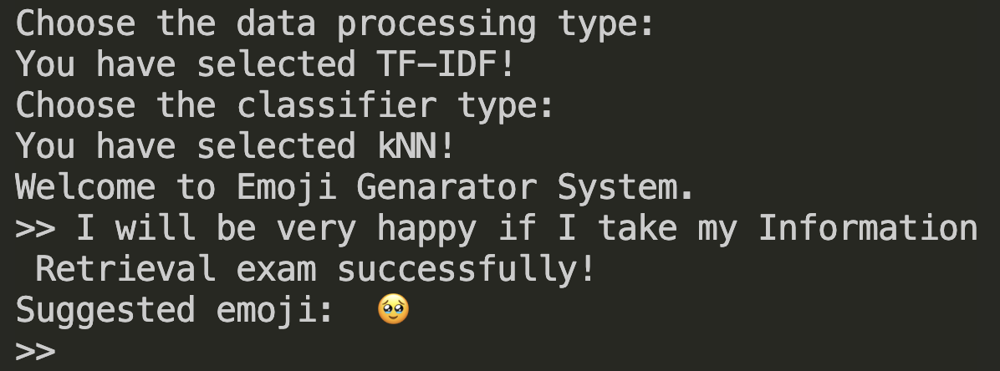 Choose the data processing type:
You have selected TF-IDF!
Choose the classifier type:
You have selected kNN!
Welcome to Emoji Genarator System.
>> I will be very happy if I take my Information
Retrieval exam successfully!
Suggested emoji: 🥹
>>